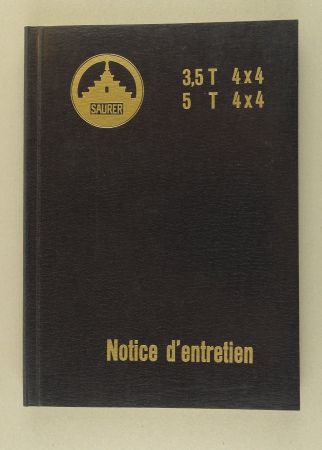 SAURER
3,5 T 4x4
5 T 4x4
Notice d'entretien